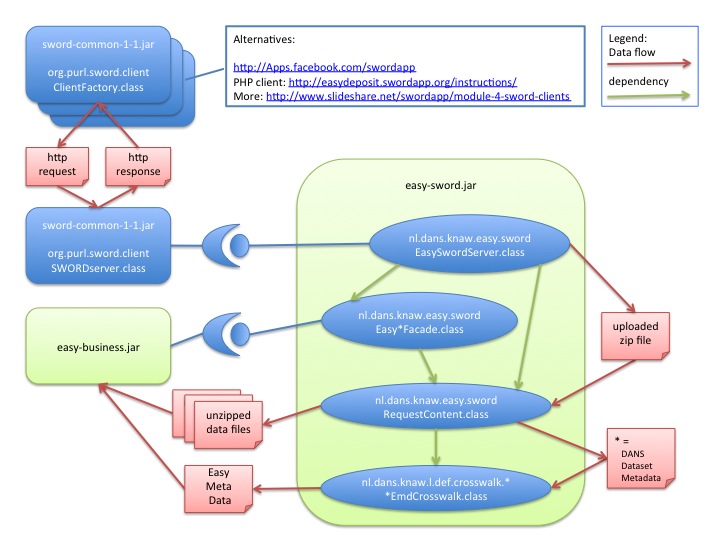 sword-common-1-1.jar
org.purl.sword.client
ClientFactory.class
Alternatives:
http://Apps.facebook.com/swordapp
PHP client: http://easydeposit.swordapp.org/instructions/
More: http://www.slideshare.net/swordapp/module-4-sword-clients
Legend:
Data flow
dependency
http
request
http
response
sword-common-1-1.jar
org.purl.sword.client
SWORDserver.class
easy-sword.jar
nl.dans.knaw.easy.sword
EasySwordServer.class
nl.dans.knaw.easy.sword
Easy*Facade.class
uploaded
zip file
easy-business.jar
nl.dans.knaw.easy.sword
RequestContent.class
unzipped
data files
* =
DANS
Dataset
Metadata
Easy
Meta
Data
nl.dans.knaw.l.def.crosswalk.*
*EmdCrosswalk.class